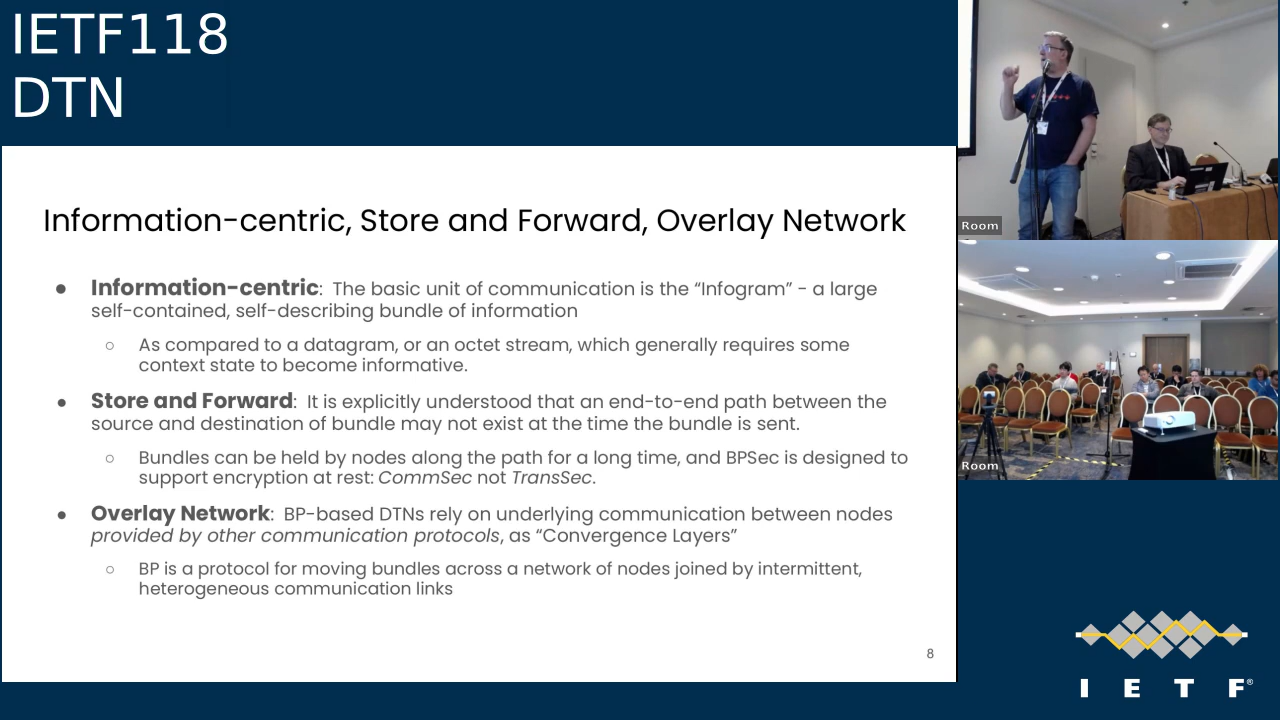 IETF118
DTN
Information-centric, Store and Forward, Overlay Network
● Information-centric: The basic unit of communication is the “Infogram” - a large
self-contained, self-describing bundle of information
○ As compared to a datagram, or an octet stream, which generally requires some
context state to become informative.
● Store and Forward: It is explicitly understood that an end-to-end path between the
source and destination of bundle may not exist at the time the bundle is sent.
○ Bundles can be held by nodes along the path for a long time, and BPSec is designed to
support encryption at rest: CommSec not TransSec.
● Overlay Network: BP-based DTNs rely on underlying communication between nodes
provided by other communication protocols, as “Convergence Layers”
○ BP is a protocol for moving bundles across a network of nodes joined by intermittent,
heterogeneous communication links
8
Room
Room
I E T F®